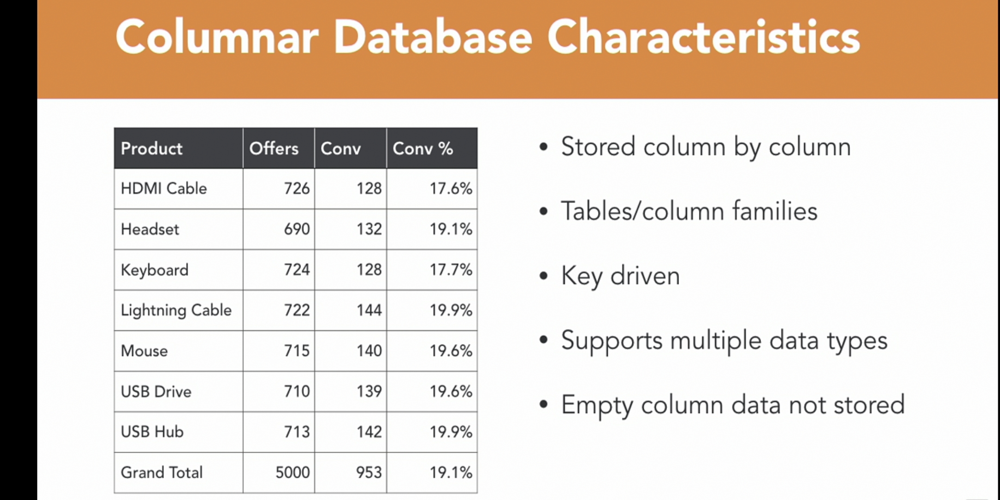 Columnar Database Characteristics
Product Offers Conv Conv %
HDMI Cable 726 128 17.6%
Headset 690 132 19.1%
Keyboard 724 128 17.7%
Lightning Cable 722 144 19.9%
Mouse 715 140 19.6%
USB Drive 710 139 19.6%
USB Hub 713 142 19.9%
Grand Total 5000 953 19.1%
• Stored column by column
• Tables/column families
• Key driven
• Supports multiple data types
• Empty column data not stored